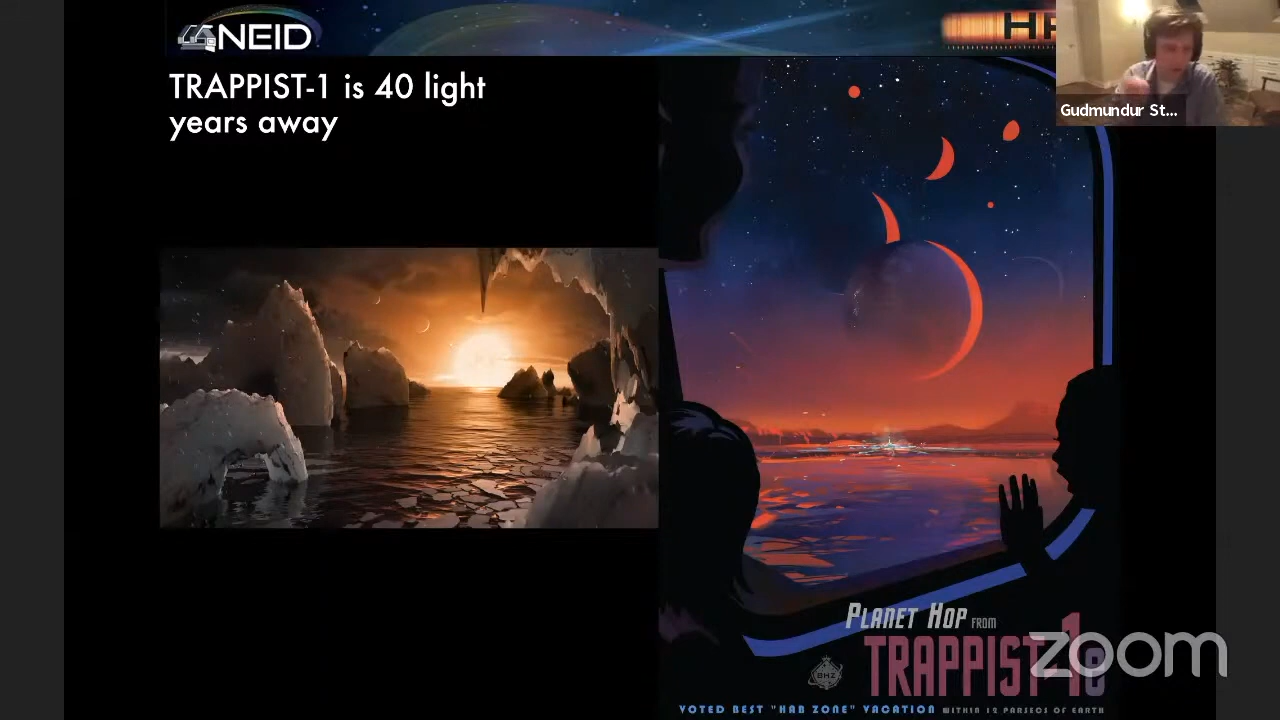 NEID
HP
TRAPPIST-1 is 40 light
years away
Gudmundur St...
PLANET HOP FROM
TRAPPIST-1e
zoom
BHZ
VOTED BEST "HAB ZONE" VACATION WITHIN 12 PARSECS OF EARTH